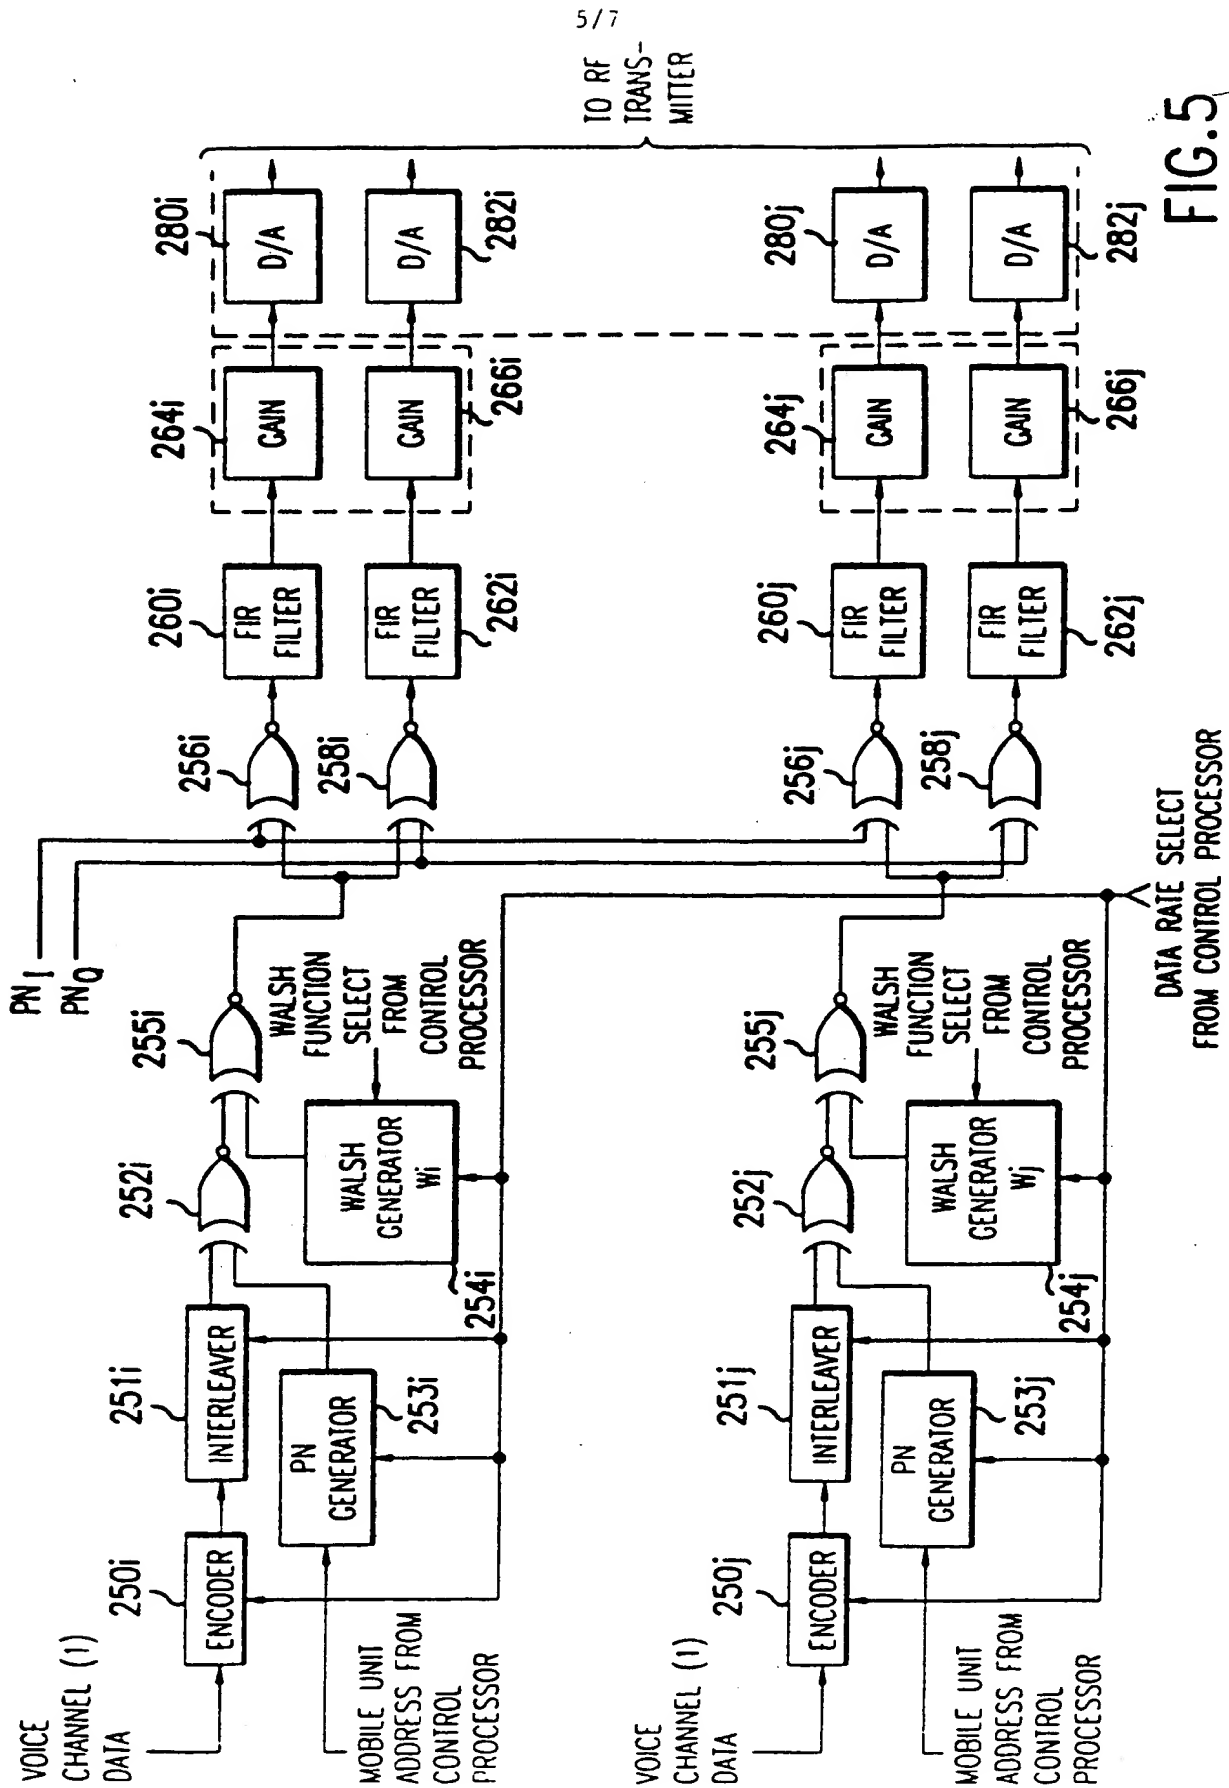 5/7
VOICE
CHANNEL (1)
DATA
MOBILE UNIT
ADDRESS FROM
CONTROL
PROCESSOR
250i
ENCODER
251i
INTERLEAVER
PN
GENERATOR
253i
252i
WALSH
GENERATOR
Wi
254i
255i
WALSH
FUNCTION
SELECT
FROM
CONTROL
PROCESSOR
PN I
PN Q
256i
258i
260i
FIR
FILTER
FIR
FILTER
262i
264i
GAIN
GAIN
266i
280i
D/A
D/A
282i
TO RF
TRANS-
MITTER
VOICE
CHANNEL (1)
DATA
MOBILE UNIT
ADDRESS FROM
CONTROL
PROCESSOR
250j
ENCODER
251j
INTERLEAVER
PN
GENERATOR
253j
252j
WALSH
GENERATOR
Wj
254j
255j
WALSH
FUNCTION
SELECT
FROM
CONTROL
PROCESSOR
256j
258j
260j
FIR
FILTER
FIR
FILTER
262j
264j
GAIN
GAIN
266j
280j
D/A
D/A
282j
DATA RATE SELECT
FROM CONTROL PROCESSOR
FIG.5